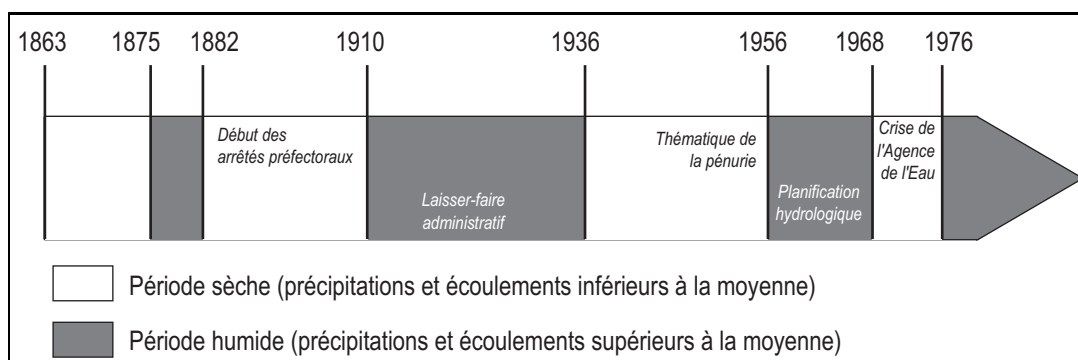 1863 1875 1882 1910 1936 1956 1968 1976
Début des
arrêtés préfectoraux
Laisser-faire
administratif
Thématique de
la pénurie
Planification
hydrologique
Crise de
l'Agence
de l'Eau
Période sèche (précipitations et écoulements inférieurs à la moyenne)
Période humide (précipitations et écoulements supérieurs à la moyenne)